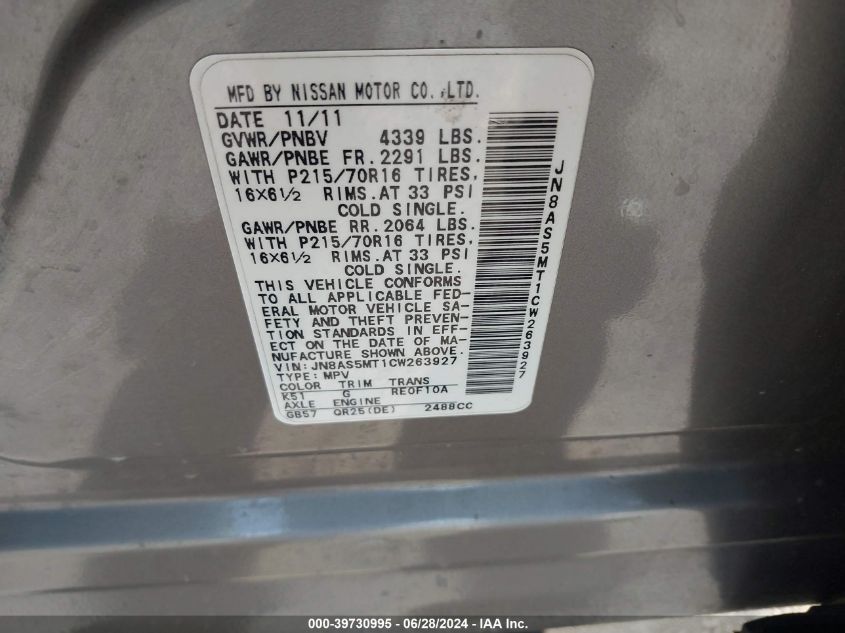 MFD BY NISSAN MOTOR CO.,LTD.
DATE 11/11
GVWR/PNBV 4339 LBS.
GAWR/PNBE FR.2291 LBS.
WITH P215/70R16 TIRES,
16X6½ RIMS.AT 33 PSI
COLD SINGLE.
GAWR/PNBE RR.2064 LBS.
WITH P215/70R16 TIRES,
16X6½ RIMS.AT 33 PSI
COLD SINGLE.
THIS VEHICLE CONFORMS
TO ALL APPLICABLE FED-
ERAL MOTOR VEHICLE SA-
FETY AND THEFT PREVEN-
TION STANDARDS IN EFF-
ECT ON THE DATE OF MA-
NUFACTURE SHOWN ABOVE.
VIN: JN8AS5MT1CW263927
TYPE: MPV
COLOR TRIM TRANS
K51 G RE0F10A
AXLE ENGINE
GB57 QR25(DE) 2488CC
JN8AS5MT1CW263927
000-39730995 / 06/28/2024 - IAA, Inc.